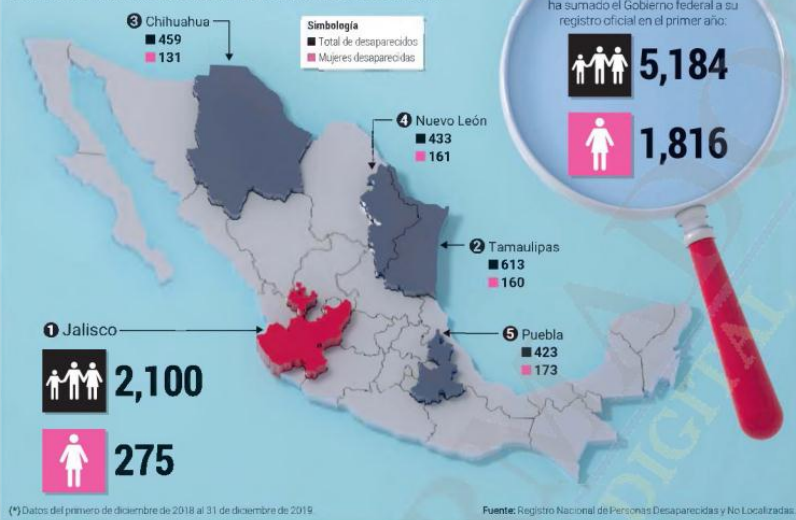 ha sumado el Gobierno federal a su
registro oficial en el primer año:
5,184
1,816
Simbología
Total de desaparecidos
Mujeres desaparecidas
3 Chihuahua
459
131
4 Nuevo León
433
161
2 Tamaulipas
613
160
1 Jalisco
2,100
275
5 Puebla
423
173
(*) Datos del primero de diciembre de 2018 al 31 de diciembre de 2019.
Fuente: Registro Nacional de Personas Desaparecidas y No Localizadas.
DIGITAL